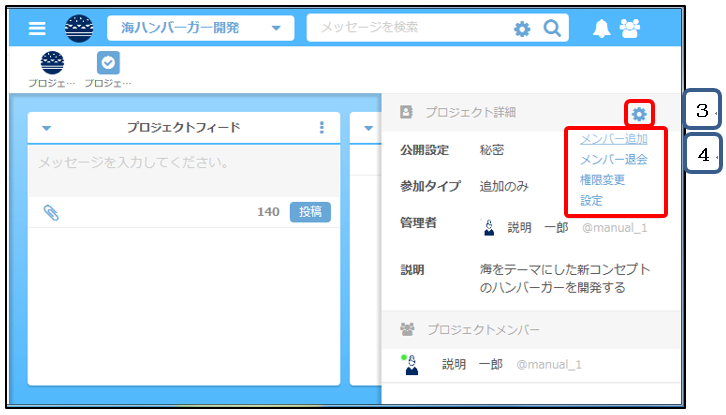 海ハンバーガー開発
メッセージを検索
プロジェ…
プロジェ…
プロジェクトフィード
メッセージを入力してください。
140
投稿
プロジェクト詳細
3.
メンバー追加
メンバー退会
権限変更
設定
4.
公開設定 秘密
参加タイプ 追加のみ
管理者 説明 一郎 @manual_1
説明 海をテーマにした新コンセプト
のハンバーガーを開発する
プロジェクトメンバー
説明 一郎 @manual_1